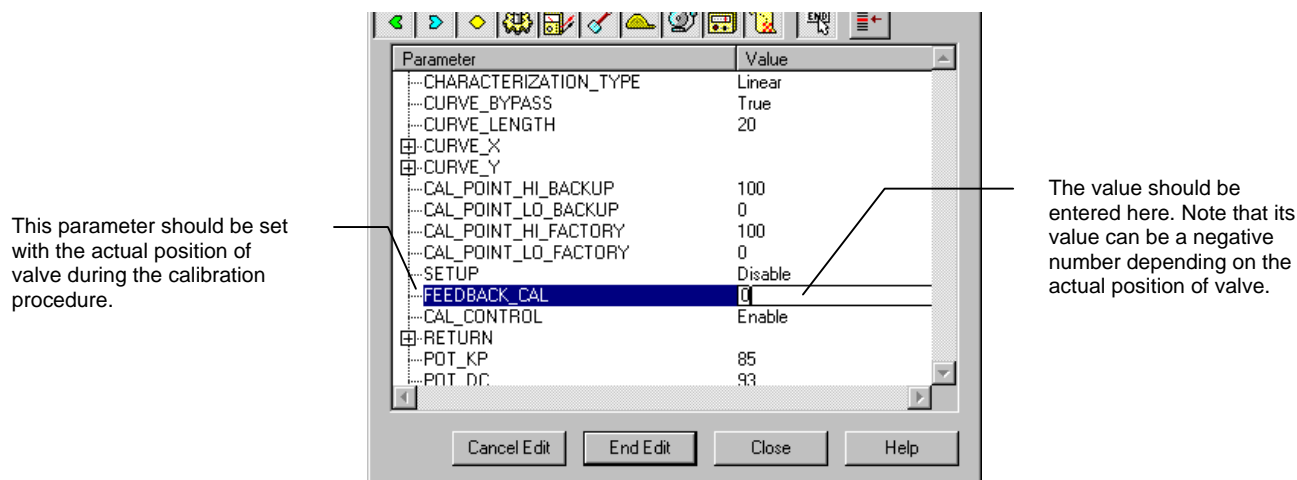 END!
Parameter Value
CHARACTERIZATION_TYPE Linear
CURVE_BYPASS True
CURVE_LENGTH 20
CURVE_X
CURVE_Y
CAL_POINT_HI_BACKUP 100
CAL_POINT_LO_BACKUP 0
CAL_POINT_HI_FACTORY 100
CAL_POINT_LO_FACTORY 0
SETUP Disable
FEEDBACK_CAL 0
CAL_CONTROL Enable
RETURN
POT_KP 85
POT_DC 93
Cancel Edit End Edit Close Help
This parameter should be set
with the actual position of
valve during the calibration
procedure.
The value should be
entered here. Note that its
value can be a negative
number depending on the
actual position of valve.